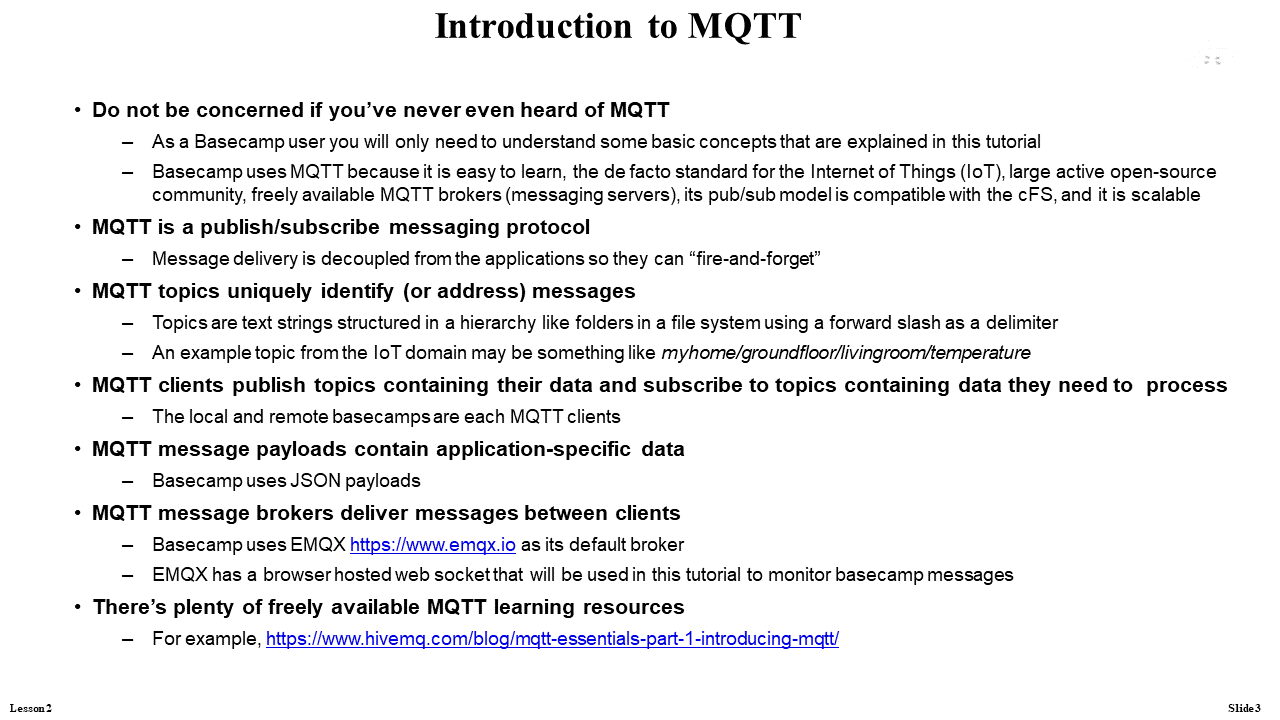 Introduction to MQTT
• Do not be concerned if you’ve never even heard of MQTT
– As a Basecamp user you will only need to understand some basic concepts that are explained in this tutorial
– Basecamp uses MQTT because it is easy to learn, the de facto standard for the Internet of Things (IoT), large active open-source
community, freely available MQTT brokers (messaging servers), its pub/sub model is compatible with the cFS, and it is scalable
• MQTT is a publish/subscribe messaging protocol
– Message delivery is decoupled from the applications so they can “fire-and-forget”
• MQTT topics uniquely identify (or address) messages
– Topics are text strings structured in a hierarchy like folders in a file system using a forward slash as a delimiter
– An example topic from the IoT domain may be something like myhome/groundfloor/livingroom/temperature
• MQTT clients publish topics containing their data and subscribe to topics containing data they need to process
– The local and remote basecamps are each MQTT clients
• MQTT message payloads contain application-specific data
– Basecamp uses JSON payloads
• MQTT message brokers deliver messages between clients
– Basecamp uses EMQX https://www.emqx.io as its default broker
– EMQX has a browser hosted web socket that will be used in this tutorial to monitor basecamp messages
• There’s plenty of freely available MQTT learning resources
– For example, https://www.hivemq.com/blog/mqtt-essentials-part-1-introducing-mqtt/
Lesson 2
Slide 3